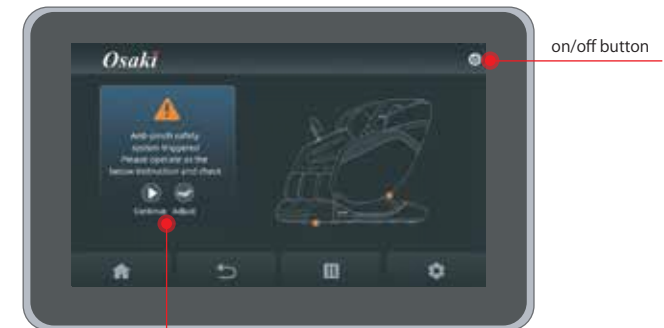 Osaki
on/off button
Anti-pinch safety
system triggered
Please operate as the
below instruction and check
Continue Adjust